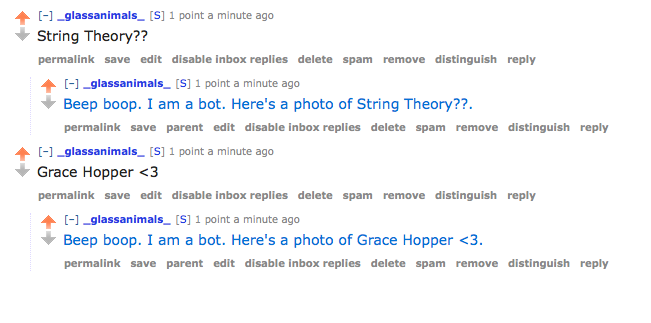 [–] _glassanimals_ [S] 1 point a minute ago
String Theory??
permalink save edit disable inbox replies delete spam remove distinguish reply
[–] _glassanimals_ [S] 1 point a minute ago
Beep boop. I am a bot. Here's a photo of String Theory??.
permalink save parent edit disable inbox replies delete spam remove distinguish reply
[–] _glassanimals_ [S] 1 point a minute ago
Grace Hopper <3
permalink save edit disable inbox replies delete spam remove distinguish reply
[–] _glassanimals_ [S] 1 point a minute ago
Beep boop. I am a bot. Here's a photo of Grace Hopper <3.
permalink save parent edit disable inbox replies delete spam remove distinguish reply